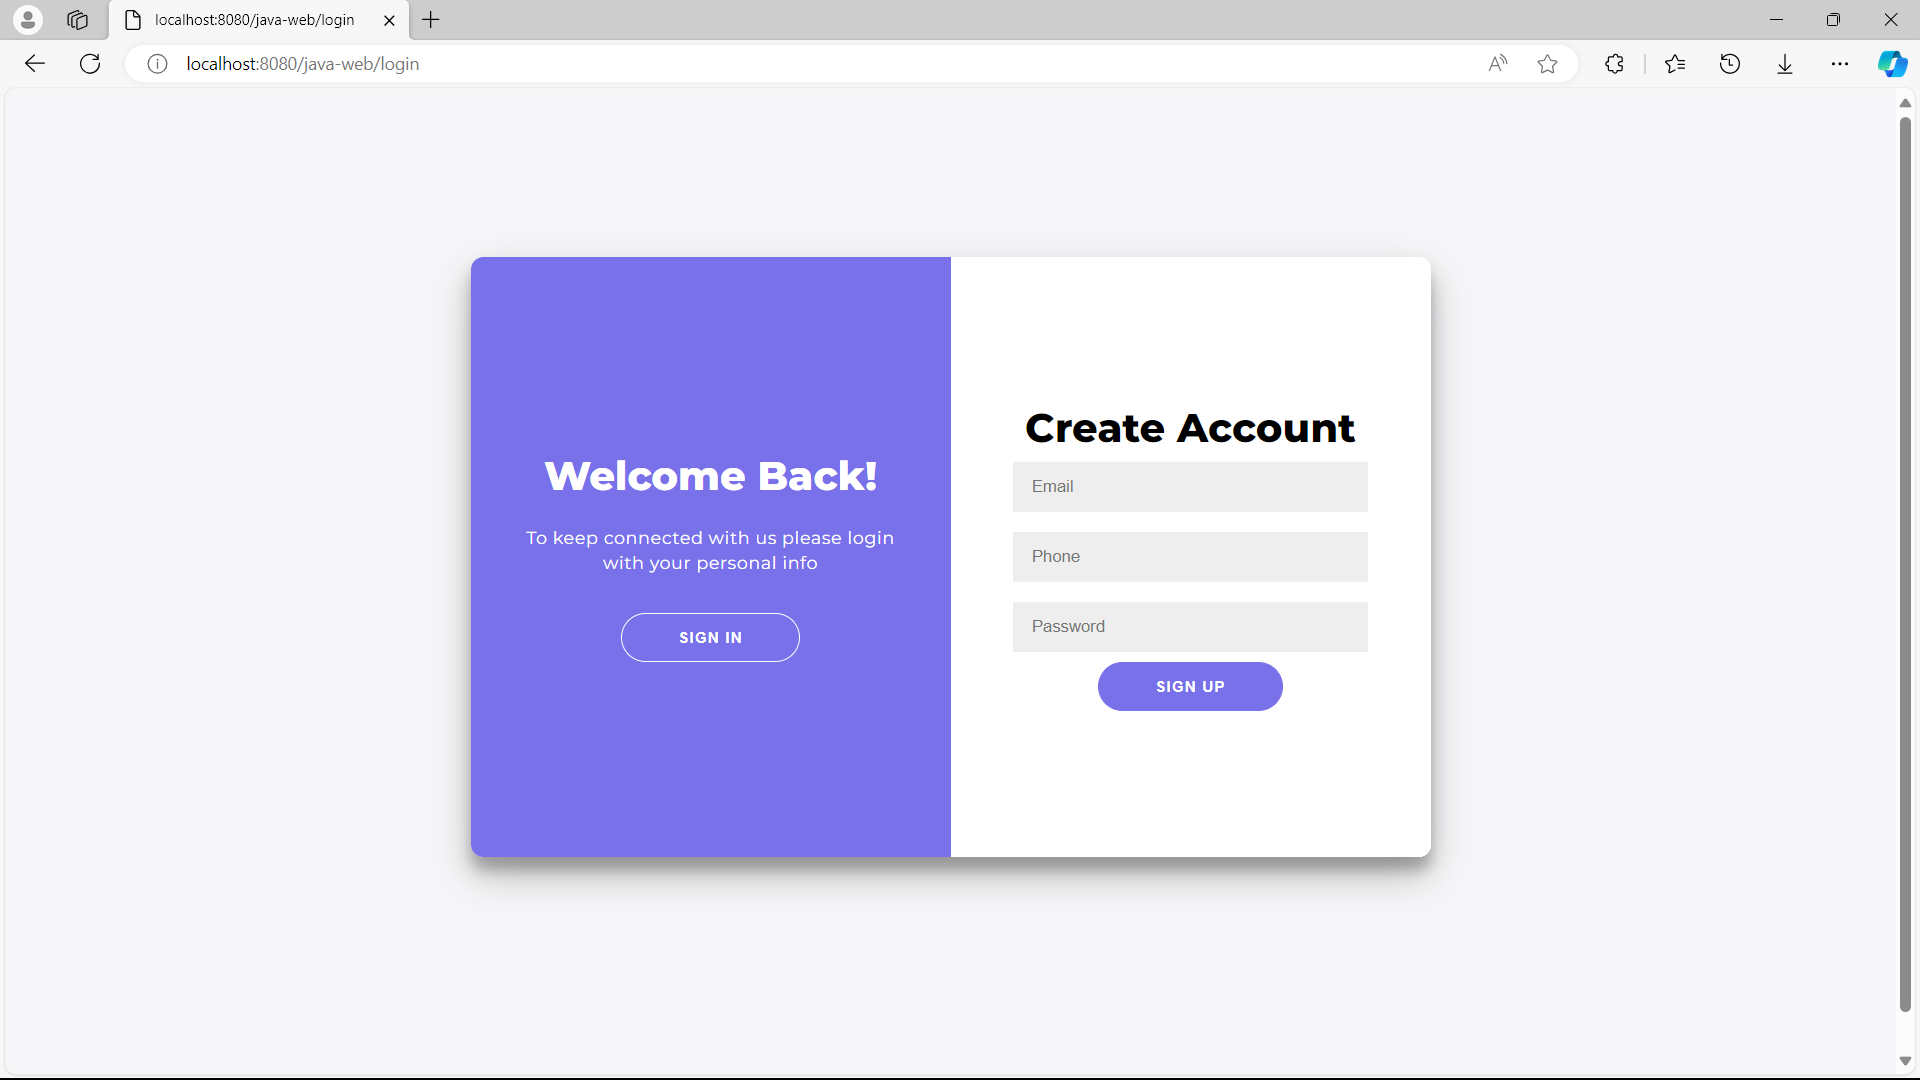 localhost:8080/java-web/login
localhost:8080/java-web/login
Welcome Back!
To keep connected with us please login
with your personal info
SIGN IN
Create Account
Email
Phone
Password
SIGN UP